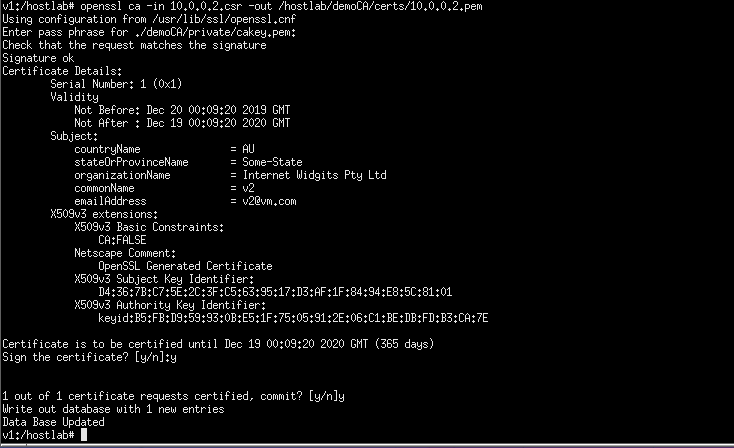 v1:/hostlab# openssl ca -in 10.0.0.2.csr -out /hostlab/demoCA/certs/10.0.0.2.pem
Using configuration from /usr/lib/ssl/openssl.cnf
Enter pass phrase for ./demoCA/private/cakey.pem:
Check that the request matches the signature
Signature ok
Certificate Details:
        Serial Number: 1 (0x1)
        Validity
            Not Before: Dec 20 00:09:20 2019 GMT
            Not After : Dec 19 00:09:20 2020 GMT
        Subject:
            countryName               = AU
            stateOrProvinceName       = Some-State
            organizationName          = Internet Widgits Pty Ltd
            commonName                = v2
            emailAddress              = v2@vm.com
        X509v3 extensions:
            X509v3 Basic Constraints:
                CA:FALSE
            Netscape Comment:
                OpenSSL Generated Certificate
            X509v3 Subject Key Identifier:
                D4:36:7B:C7:5E:2C:3F:C5:63:95:17:D3:AF:1F:84:94:E8:5C:81:01
            X509v3 Authority Key Identifier:
                keyid:B5:FB:D9:59:93:0B:E5:1F:75:05:91:2E:06:C1:BE:DB:FD:B3:CA:7E
Certificate is to be certified until Dec 19 00:09:20 2020 GMT (365 days)
Sign the certificate? [y/n]:y
1 out of 1 certificate requests certified, commit? [y/n]y
Write out database with 1 new entries
Data Base Updated
v1:/hostlab#